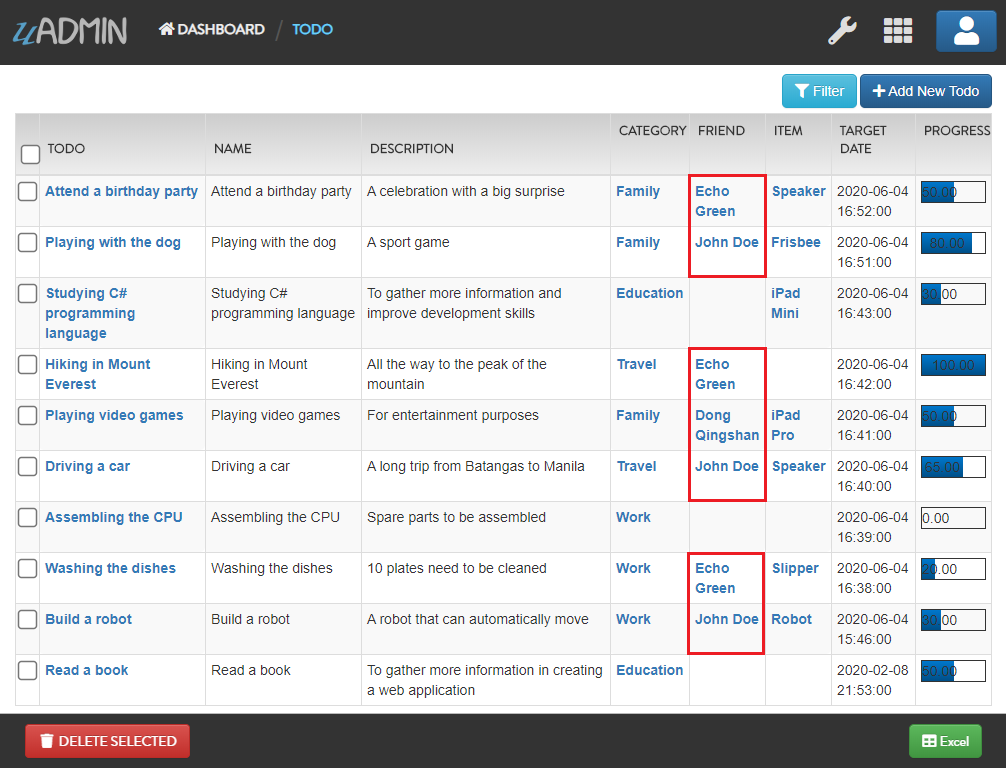 uADMIN DASHBOARD / TODO
Filter + Add New Todo
TODO NAME DESCRIPTION CATEGORY FRIEND ITEM TARGET DATE PROGRESS
Attend a birthday party Attend a birthday party A celebration with a big surprise Family Echo Green Speaker 2020-06-04 16:52:00 50.00
Playing with the dog Playing with the dog A sport game Family John Doe Frisbee 2020-06-04 16:51:00 80.00
Studying C# programming language Studying C# programming language To gather more information and improve development skills Education iPad Mini 2020-06-04 16:43:00 30.00
Hiking in Mount Everest Hiking in Mount Everest All the way to the peak of the mountain Travel Echo Green 2020-06-04 16:42:00 100.00
Playing video games Playing video games For entertainment purposes Family Dong Qingshan iPad Pro 2020-06-04 16:41:00 50.00
Driving a car Driving a car A long trip from Batangas to Manila Travel John Doe Speaker 2020-06-04 16:40:00 65.00
Assembling the CPU Assembling the CPU Spare parts to be assembled Work 2020-06-04 16:39:00 0.00
Washing the dishes Washing the dishes 10 plates need to be cleaned Work Echo Green Slipper 2020-06-04 16:38:00 20.00
Build a robot Build a robot A robot that can automatically move Work John Doe Robot 2020-06-04 15:46:00 30.00
Read a book Read a book To gather more information in creating a web application Education 2020-02-08 21:53:00 50.00
DELETE SELECTED Excel